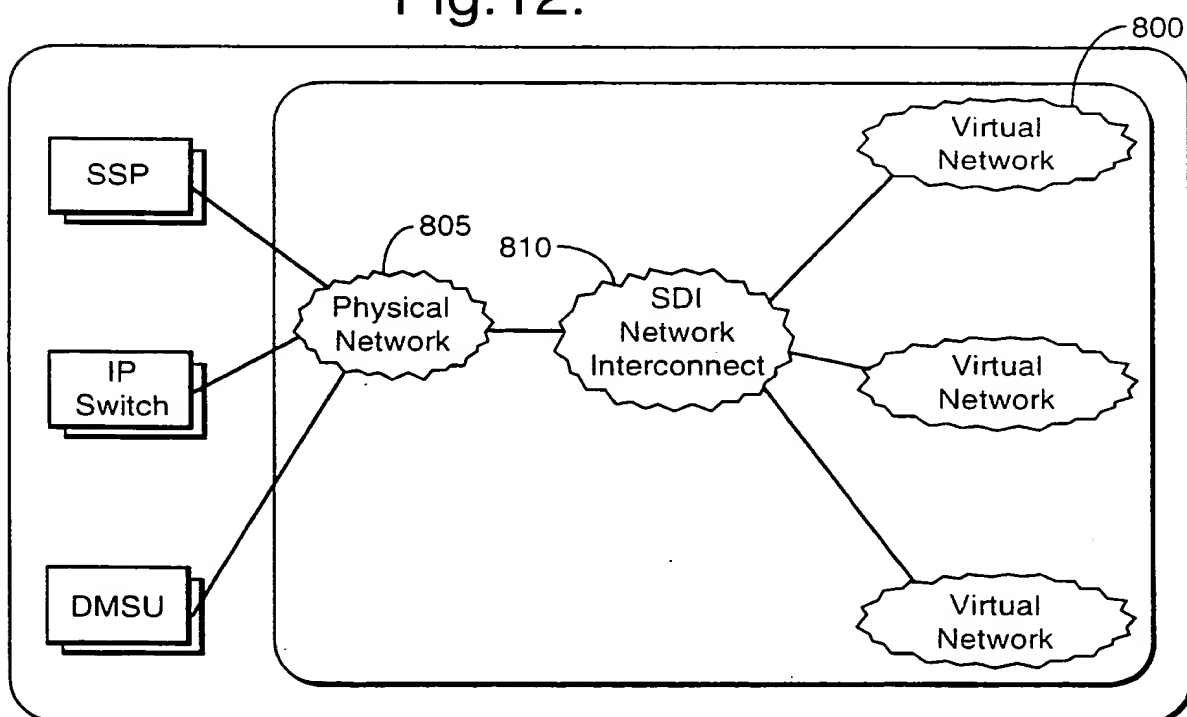 Fig.12.
800
Virtual
Network
SSP
805
810
Physical
Network
SDI
Network
Interconnect
IP
Switch
Virtual
Network
DMSU
Virtual
Network